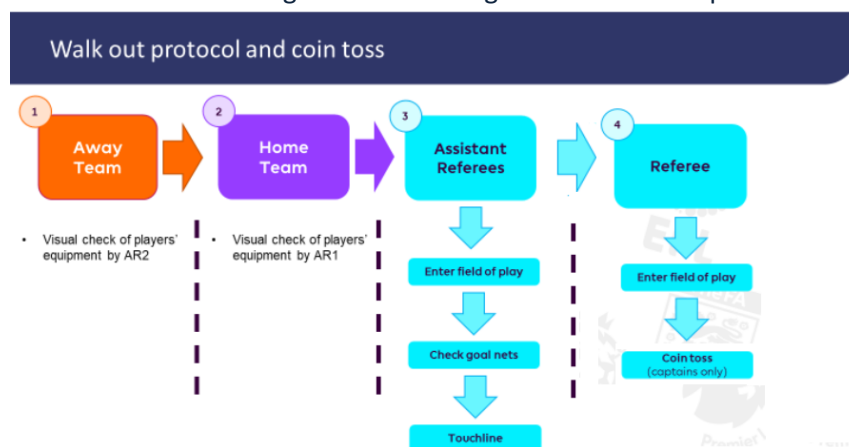 Walk out protocol and coin toss
1
Away
Team
2
Home
Team
3
Assistant
Referees
4
Referee
• Visual check of players'
equipment by AR2
• Visual check of players'
equipment by AR1
Enter field of play
Check goal nets
Touchline
Enter field of play
Coin toss
(captains only)
EFL
Premier